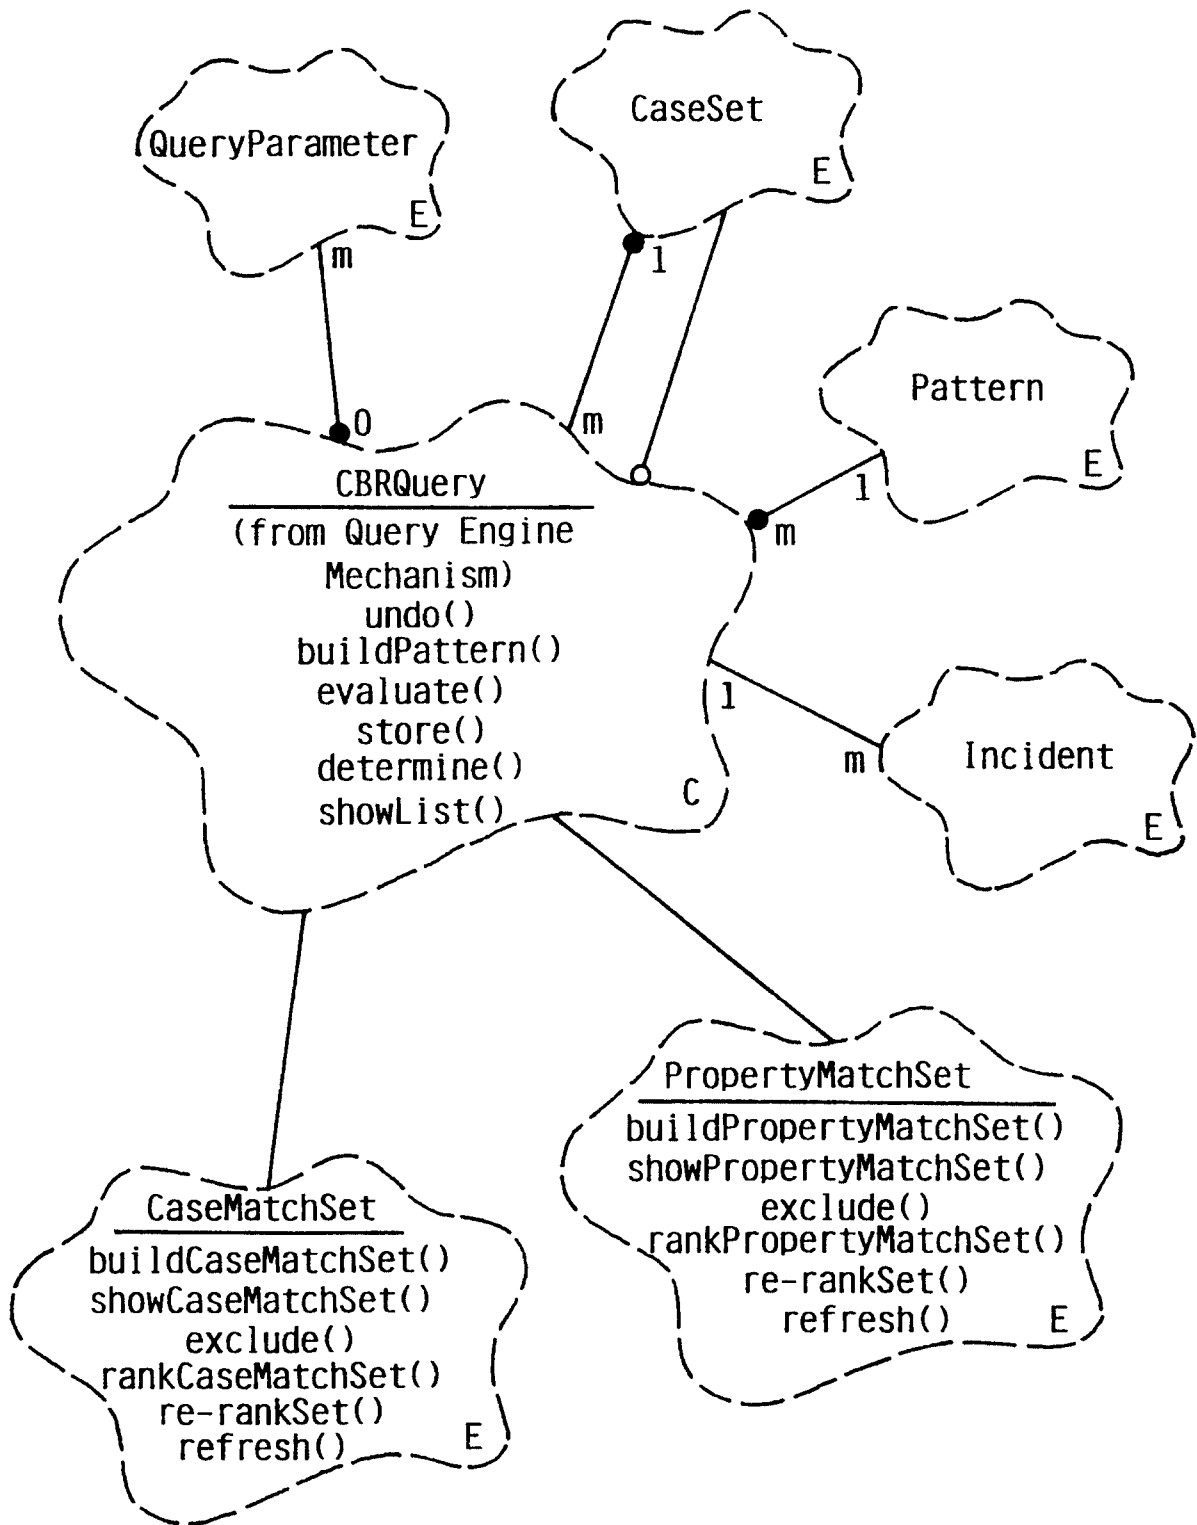 CaseSet
E
QueryParameter
E
m
1
Pattern
E
0
m
1
m
CBRQuery
(from Query Engine
Mechanism)
undo()
buildPattern()
evaluate()
store()
determine()
showList()
C
1
m
Incident
E
PropertyMatchSet
buildPropertyMatchSet()
showPropertyMatchSet()
exclude()
rankPropertyMatchSet()
re-rankSet()
refresh()
E
CaseMatchSet
buildCaseMatchSet()
showCaseMatchSet()
exclude()
rankCaseMatchSet()
re-rankSet()
refresh()
E